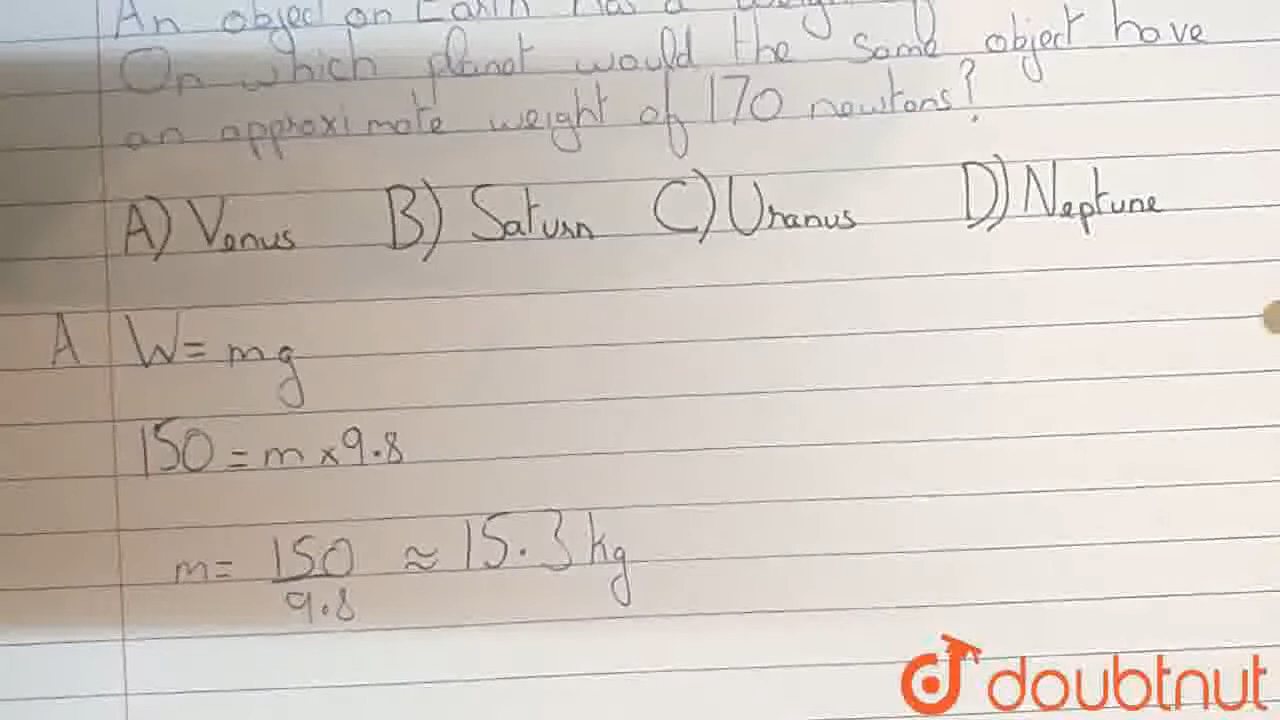 An object on Earth has a
On which planet would the same object have
an approximate weight of 170 newtons?
A) Venus B) Saturn C) Uranus D) Neptune
A W = mg
150 = m × 9.8
m = 150/9.8 ≈ 15.3 kg
doubtnut